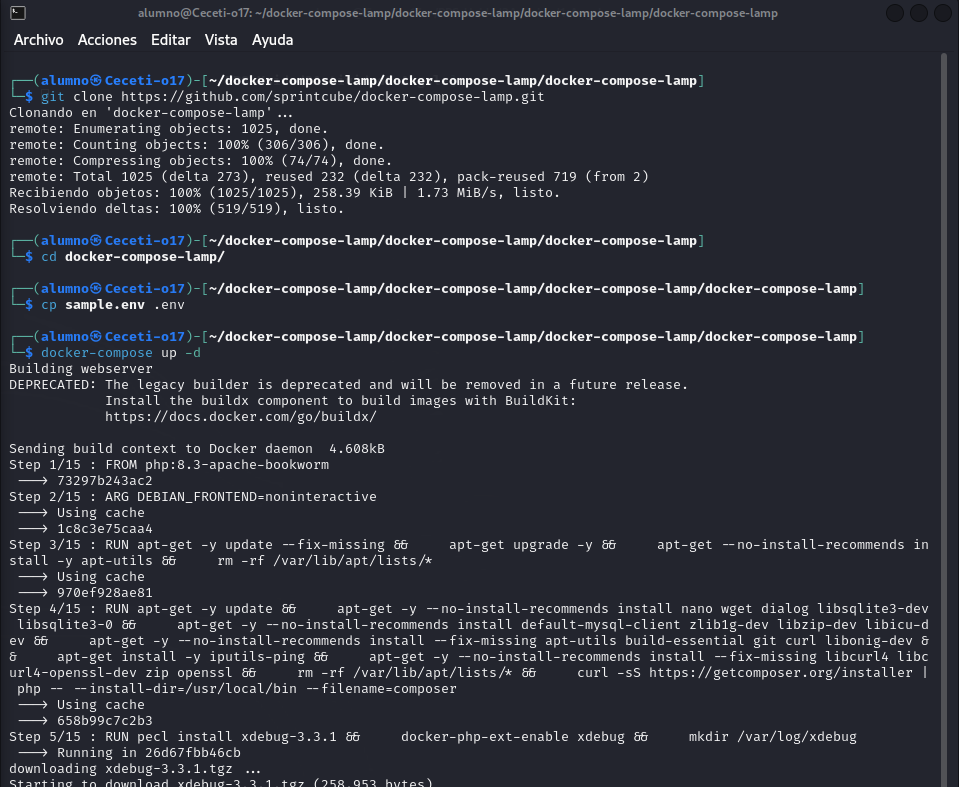 alumno@Ceceti-o17: ~/docker-compose-lamp/docker-compose-lamp/docker-compose-lamp/docker-compose-lamp
Archivo Acciones Editar Vista Ayuda
┌──(alumno㉿Ceceti-o17)-[~/docker-compose-lamp/docker-compose-lamp/docker-compose-lamp]
└─$ git clone https://github.com/sprintcube/docker-compose-lamp.git
Clonando en 'docker-compose-lamp'...
remote: Enumerating objects: 1025, done.
remote: Counting objects: 100% (306/306), done.
remote: Compressing objects: 100% (74/74), done.
remote: Total 1025 (delta 273), reused 232 (delta 232), pack-reused 719 (from 2)
Recibiendo objetos: 100% (1025/1025), 258.39 KiB | 1.73 MiB/s, listo.
Resolviendo deltas: 100% (519/519), listo.
┌──(alumno㉿Ceceti-o17)-[~/docker-compose-lamp/docker-compose-lamp/docker-compose-lamp]
└─$ cd docker-compose-lamp/
┌──(alumno㉿Ceceti-o17)-[~/docker-compose-lamp/docker-compose-lamp/docker-compose-lamp/docker-compose-lamp]
└─$ cp sample.env .env
┌──(alumno㉿Ceceti-o17)-[~/docker-compose-lamp/docker-compose-lamp/docker-compose-lamp/docker-compose-lamp]
└─$ docker-compose up -d
Building webserver
DEPRECATED: The legacy builder is deprecated and will be removed in a future release.
            Install the buildx component to build images with BuildKit:
            https://docs.docker.com/go/buildx/
Sending build context to Docker daemon  4.608kB
Step 1/15 : FROM php:8.3-apache-bookworm
 ---> 73297b243ac2
Step 2/15 : ARG DEBIAN_FRONTEND=noninteractive
 ---> Using cache
 ---> 1c8c3e75caa4
Step 3/15 : RUN apt-get -y update --fix-missing &&     apt-get upgrade -y &&     apt-get --no-install-recommends in
stall -y apt-utils &&     rm -rf /var/lib/apt/lists/*
 ---> Using cache
 ---> 970ef928ae81
Step 4/15 : RUN apt-get -y update &&     apt-get -y --no-install-recommends install nano wget dialog libsqlite3-dev
 libsqlite3-0 &&     apt-get -y --no-install-recommends install default-mysql-client zlib1g-dev libzip-dev libicu-d
ev &&     apt-get -y --no-install-recommends install --fix-missing apt-utils build-essential git curl libonig-dev &
&     apt-get install -y iputils-ping &&     apt-get -y --no-install-recommends install --fix-missing libcurl4 libc
url4-openssl-dev zip openssl &&     rm -rf /var/lib/apt/lists/* &&     curl -sS https://getcomposer.org/installer |
 php -- --install-dir=/usr/local/bin --filename=composer
 ---> Using cache
 ---> 658b99c7c2b3
Step 5/15 : RUN pecl install xdebug-3.3.1 &&     docker-php-ext-enable xdebug &&     mkdir /var/log/xdebug
 ---> Running in 26d67fbb46cb
downloading xdebug-3.3.1.tgz ...
Starting to download xdebug-3.3.1.tgz (258,953 bytes)